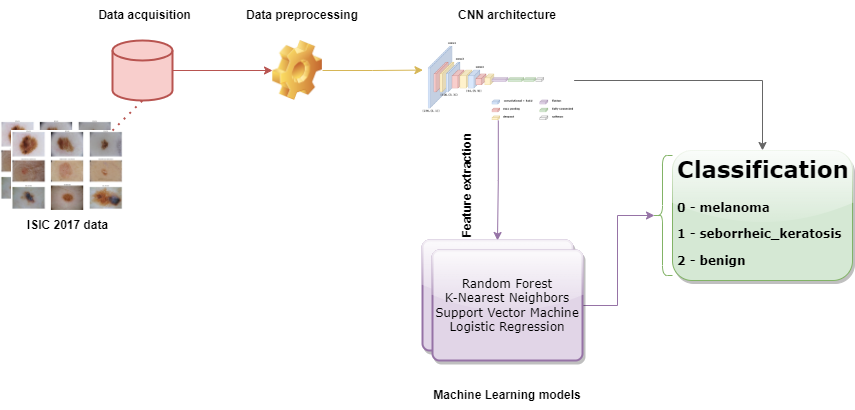 Data acquisition
Data preprocessing
CNN architecture
ISIC 2017 data
Feature extraction
Random Forest
K-Nearest Neighbors
Support Vector Machine
Logistic Regression
Machine Learning models
Classification
0 - melanoma
1 - seborrheic_keratosis
2 - benign